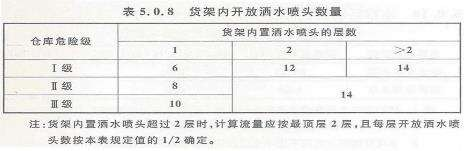 表 5.0.8 货架内开放洒水喷头数量
仓库危险级 货架内置洒水喷头的层数
1 2 >2
Ⅰ级 6 12 14
Ⅱ级 8 14
Ⅲ级 10
注:货架内置洒水喷头超过 2 层时,计算流量应按最顶层 2 层,且每层开放洒水喷
头数按本表规定值的 1/2 确定。